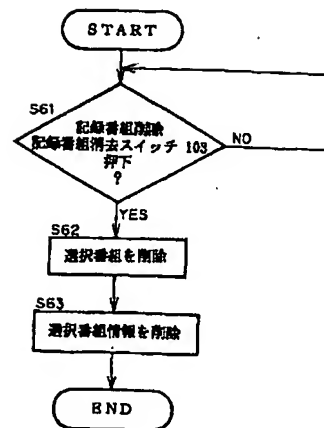 START
S61
記録番組削除
記録番組消去スイッチ 103
押下
?
NO
YES
S62
選択番組を削除
S63
選択番組情報を削除
END